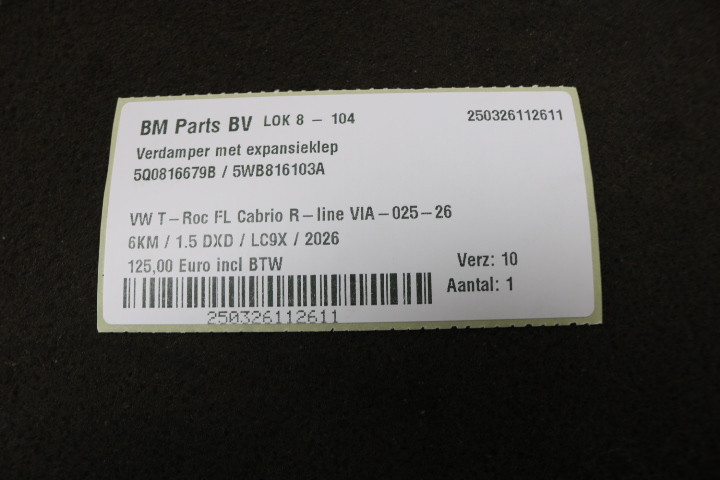 BM Parts BV LOK 8 - 104 250326112611
Verdamper met expansieklep
5Q0816679B / 5WB816103A
VW T-Roc FL Cabrio R-line VIA-025-26
6KM / 1.5 DXD / LC9X / 2026
125,00 Euro incl BTW Verz: 10
Aantal: 1
250326112611